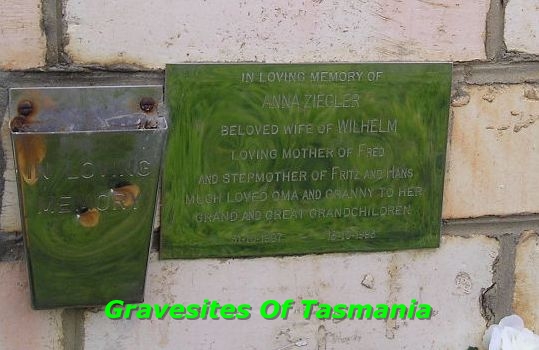 IN LOVING MEMORY OF
ANNA ZIEGLER
BELOVED WIFE OF WILHELM
LOVING MOTHER OF FRED
AND STEPMOTHER OF FRITZ AND HANS
MUCH LOVED OMA AND GRANNY TO HER
GRAND AND GREAT GRANDCHILDREN
IN LOVING
MEMORY
Gravesites Of Tasmania